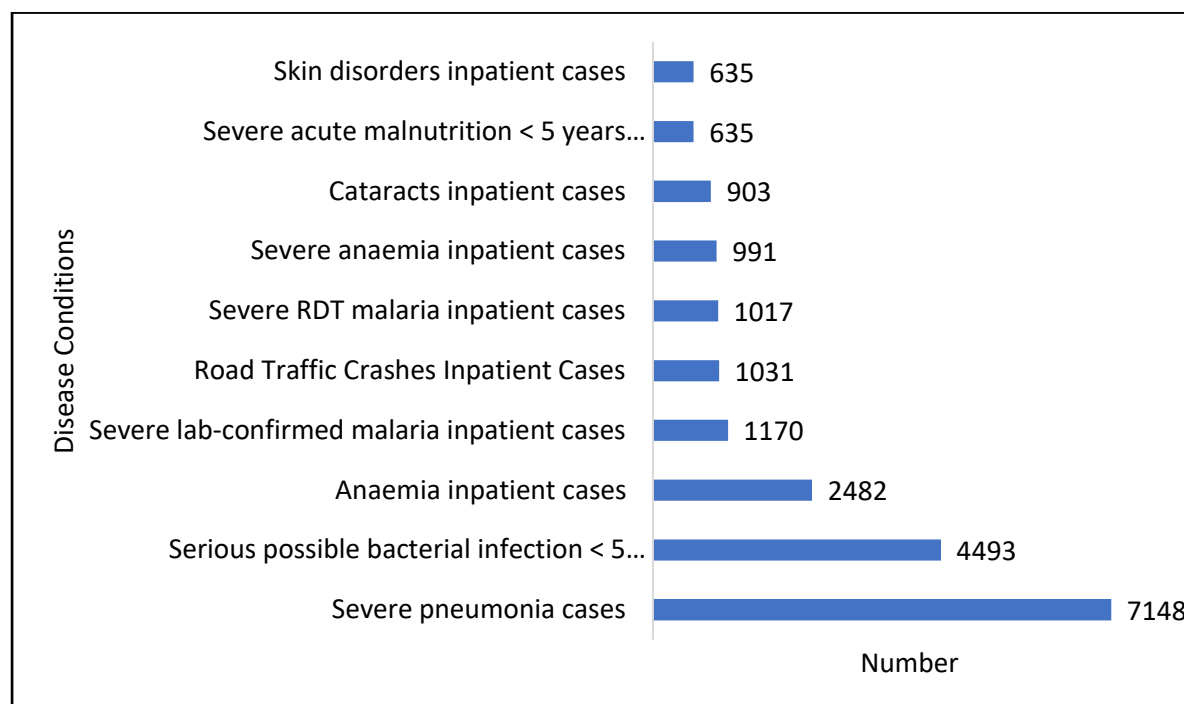 Disease Conditions
Skin disorders inpatient cases 635
Severe acute malnutrition < 5 years... 635
Cataracts inpatient cases 903
Severe anaemia inpatient cases 991
Severe RDT malaria inpatient cases 1017
Road Traffic Crashes Inpatient Cases 1031
Severe lab-confirmed malaria inpatient cases 1170
Anaemia inpatient cases 2482
Serious possible bacterial infection < 5... 4493
Severe pneumonia cases 7148
Number